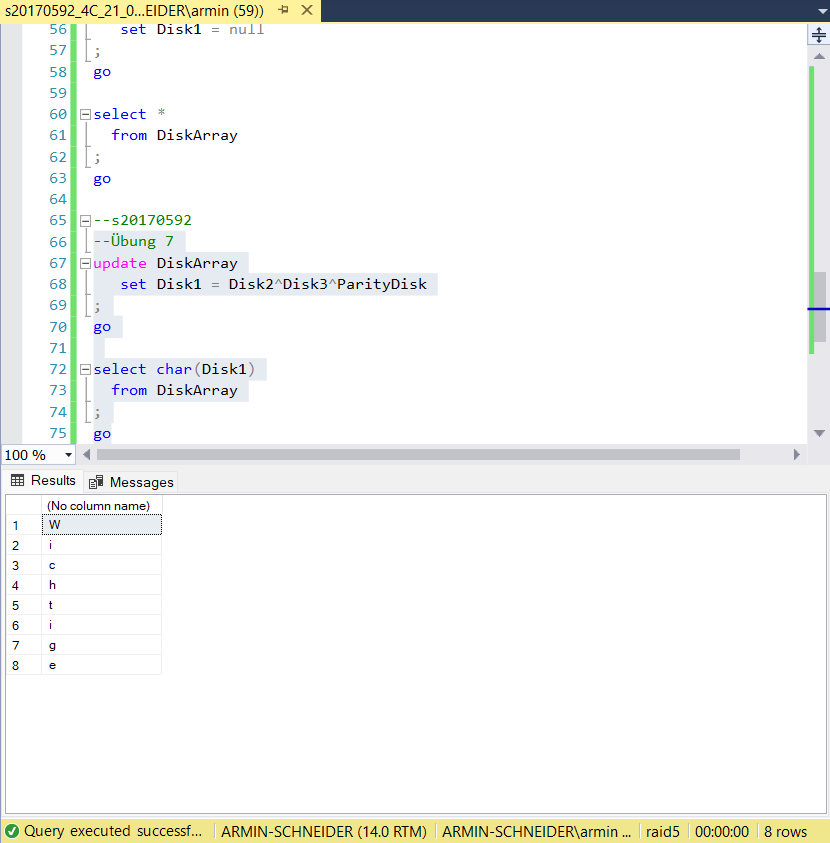 s20170592_4C_21_0...EIDER\armin (59))
56 set Disk1 = null
57 ;
58 go
59
60 select *
61 from DiskArray
62 ;
63 go
64
65 --s20170592
66 --Übung 7
67 update DiskArray
68 set Disk1 = Disk2^Disk3^ParityDisk
69 ;
70 go
71
72 select char(Disk1)
73 from DiskArray
74 ;
75 go
100 %
Results Messages
(No column name)
1 W
2 i
3 c
4 h
5 t
6 i
7 g
8 e
Query executed successf... ARMIN-SCHNEIDER (14.0 RTM) ARMIN-SCHNEIDER\armin ... raid5 00:00:00 8 rows